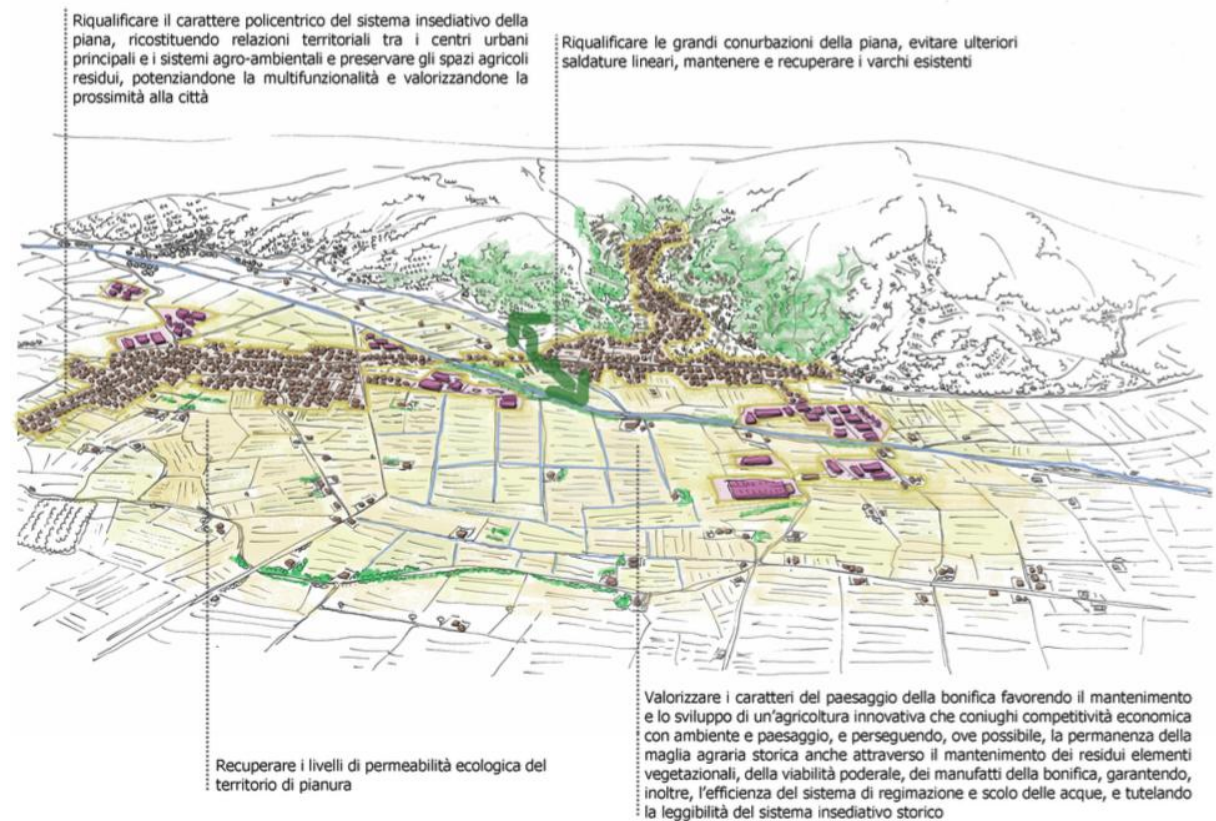 Riqualificare il carattere policentrico del sistema insediativo della
piana, ricostituendo relazioni territoriali tra i centri urbani
principali e i sistemi agro-ambientali e preservare gli spazi agricoli
residui, potenziandone la multifunzionalità e valorizzandone la
prossimità alla città
Riqualificare le grandi conurbazioni della piana, evitare ulteriori
saldature lineari, mantenere e recuperare i varchi esistenti
Recuperare i livelli di permeabilità ecologica del
territorio di pianura
Valorizzare i caratteri del paesaggio della bonifica favorendo il mantenimento
e lo sviluppo di un'agricoltura innovativa che coniughi competitività economica
con ambiente e paesaggio, e perseguendo, ove possibile, la permanenza della
maglia agraria storica anche attraverso il mantenimento dei residui elementi
vegetazionali, della viabilità poderale, dei manufatti della bonifica, garantendo,
inoltre, l'efficienza del sistema di regimazione e scolo delle acque, e tutelando
la leggibilità del sistema insediativo storico